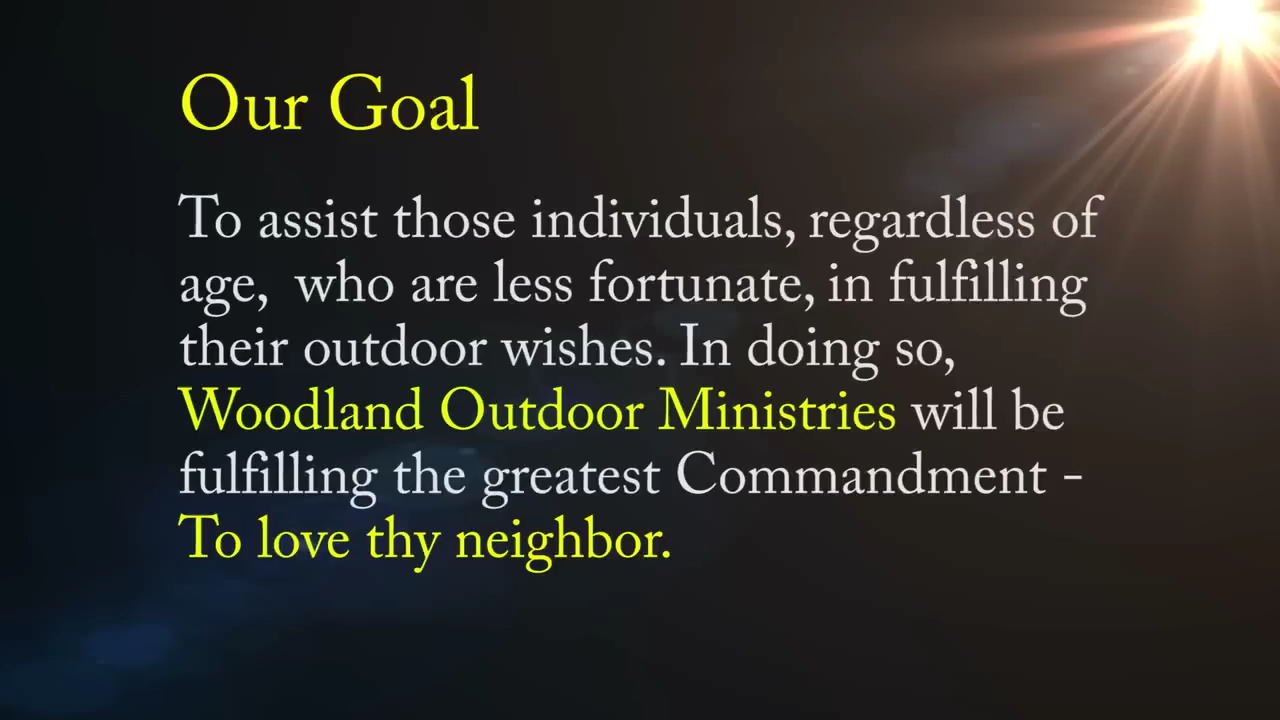 Our Goal
To assist those individuals, regardless of
age,  who are less fortunate, in fulfilling
their outdoor wishes. In doing so,
Woodland Outdoor Ministries will be
fulfilling the greatest Commandment -
To love thy neighbor.